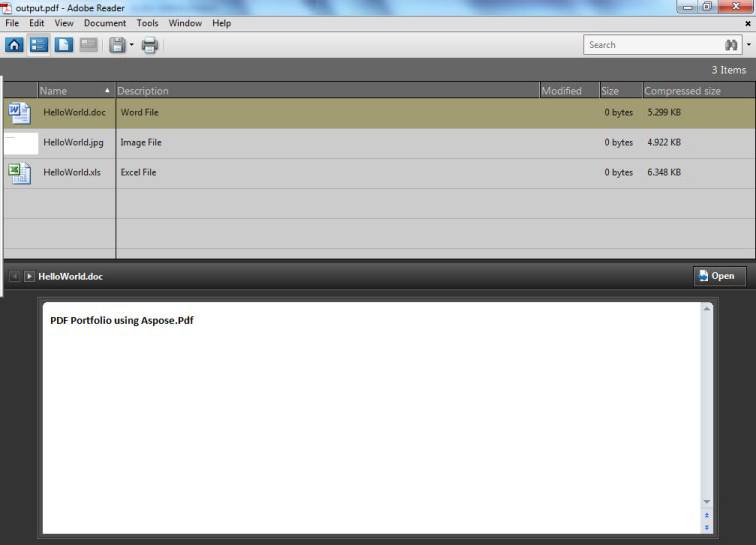 output.pdf - Adobe Reader
File Edit View Document Tools Window Help
Search
3 Items
Name Description Modified Size Compressed size
HelloWorld.doc Word File 0 bytes 5.299 KB
HelloWorld.jpg Image File 0 bytes 4.922 KB
HelloWorld.xls Excel File 0 bytes 6.348 KB
HelloWorld.doc Open
PDF Portfolio using Aspose.Pdf